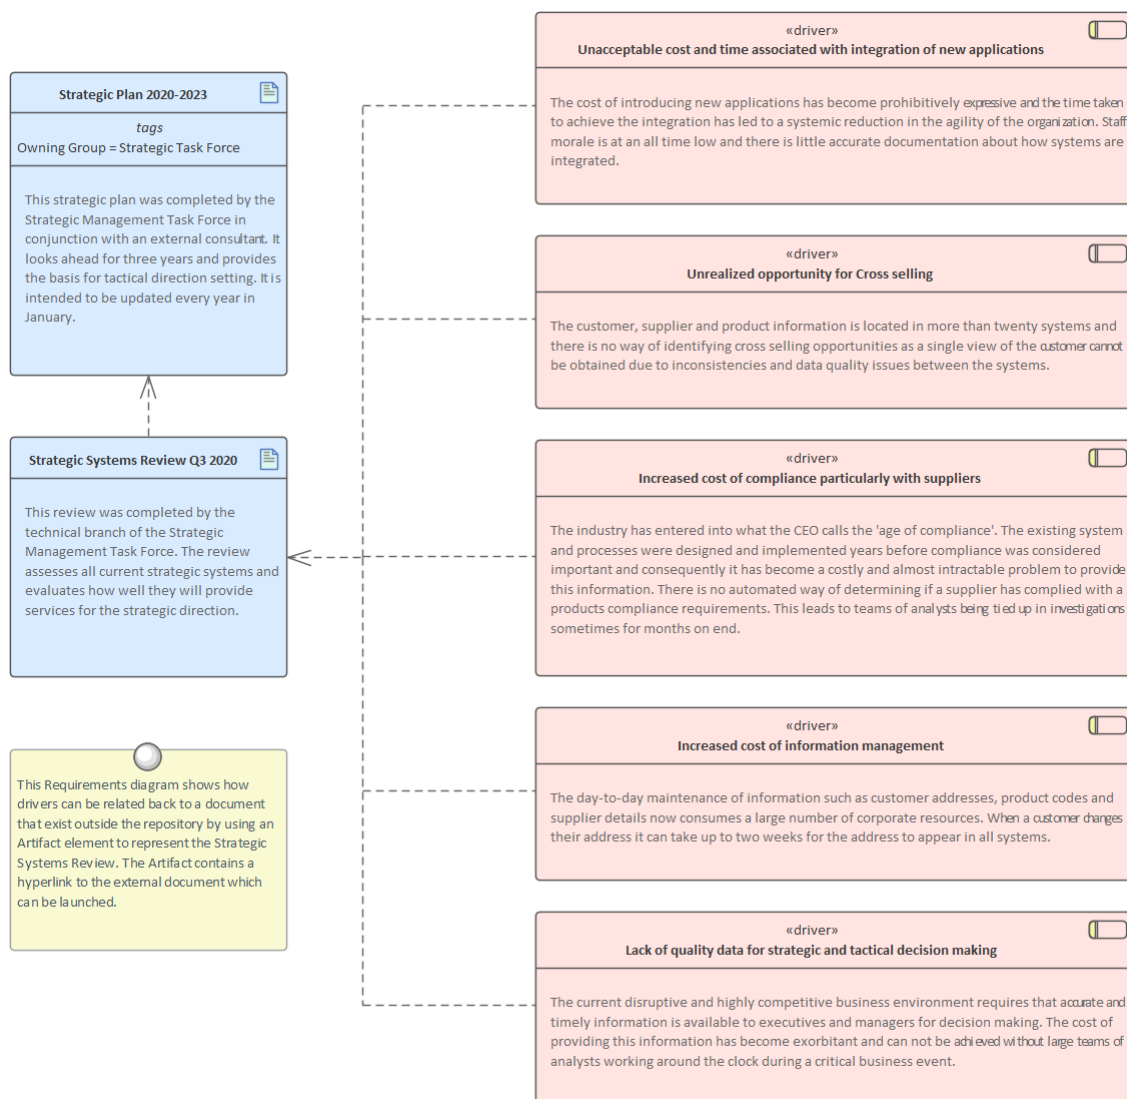 Strategic Plan 2020-2023
tags
Owning Group = Strategic Task Force
This strategic plan was completed by the
Strategic Management Task Force in
conjunction with an external consultant. It
looks ahead for three years and provides
the basis for tactical direction setting. It is
intended to be updated every year in
January.
Strategic Systems Review Q3 2020
This review was completed by the
technical branch of the Strategic
Management Task Force. The review
assesses all current strategic systems and
evaluates how well they will provide
services for the strategic direction.
This Requirements diagram shows how
drivers can be related back to a document
that exist outside the repository by using an
Artifact element to represent the Strategic
Systems Review. The Artifact contains a
hyperlink to the external document which
can be launched.
«driver»
Unacceptable cost and time associated with integration of new applications
The cost of introducing new applications has become prohibitively expressive and the time taken
to achieve the integration has led to a systemic reduction in the agility of the organization. Staff
morale is at an all time low and there is little accurate documentation about how systems are
integrated.
«driver»
Unrealized opportunity for Cross selling
The customer, supplier and product information is located in more than twenty systems and
there is no way of identifying cross selling opportunities as a single view of the customer cannot
be obtained due to inconsistencies and data quality issues between the systems.
«driver»
Increased cost of compliance particularly with suppliers
The industry has entered into what the CEO calls the 'age of compliance'. The existing system
and processes were designed and implemented years before compliance was considered
important and consequently it has become a costly and almost intractable problem to provide
this information. There is no automated way of determining if a supplier has complied with a
products compliance requirements. This leads to teams of analysts being tied up in investigations
sometimes for months on end.
«driver»
Increased cost of information management
The day-to-day maintenance of information such as customer addresses, product codes and
supplier details now consumes a large number of corporate resources. When a customer changes
their address it can take up to two weeks for the address to appear in all systems.
«driver»
Lack of quality data for strategic and tactical decision making
The current disruptive and highly competitive business environment requires that accurate and
timely information is available to executives and managers for decision making. The cost of
providing this information has become exorbitant and can not be achieved without large teams of
analysts working around the clock during a critical business event.